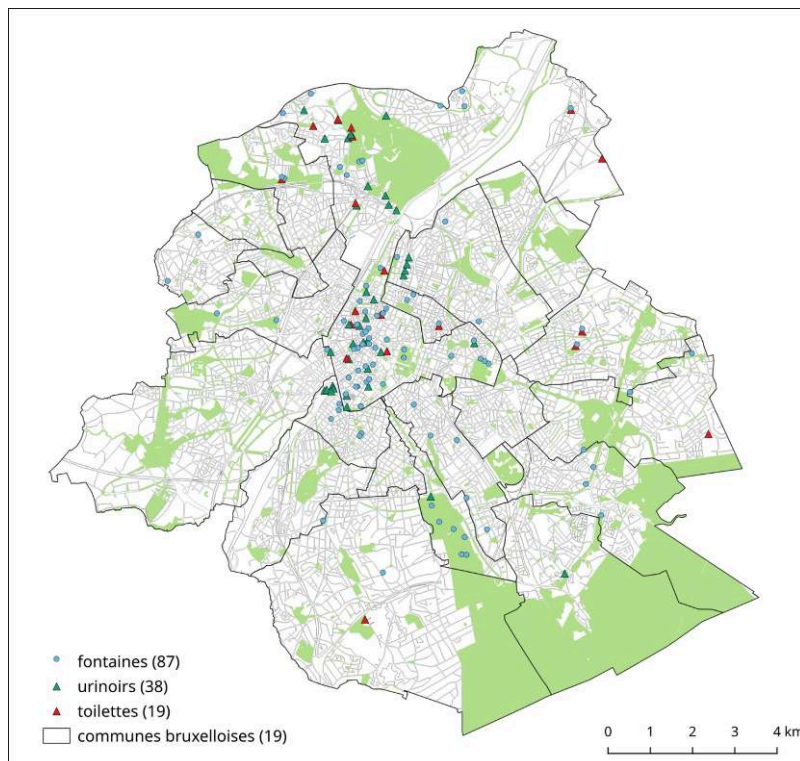 fontaines (87)
urinoirs (38)
toilettes (19)
communes bruxelloises (19)
0 1 2 3 4 km